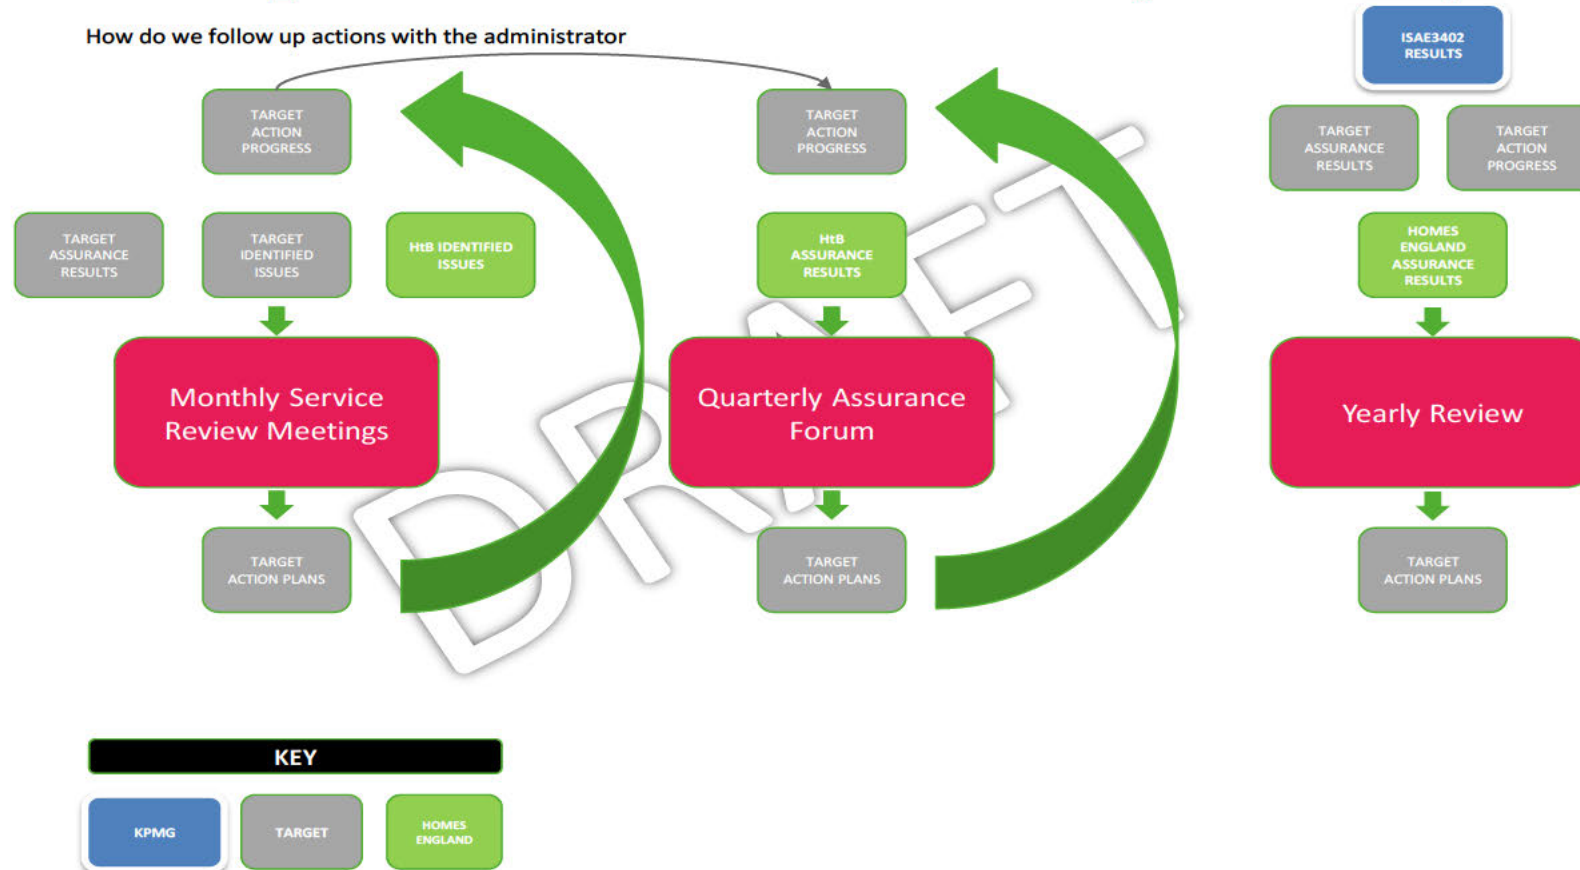 How do we follow up actions with the administrator
TARGET
ACTION
PROGRESS
TARGET
ASSURANCE
RESULTS
TARGET
IDENTIFIED
ISSUES
HtB IDENTIFIED
ISSUES
Monthly Service
Review Meetings
TARGET
ACTION PLANS
TARGET
ACTION
PROGRESS
HtB
ASSURANCE
RESULTS
Quarterly Assurance
Forum
TARGET
ACTION PLANS
ISAE3402
RESULTS
TARGET
ASSURANCE
RESULTS
TARGET
ACTION
PROGRESS
HOMES
ENGLAND
ASSURANCE
RESULTS
Yearly Review
TARGET
ACTION PLANS
DRAFT
KEY
KPMG
TARGET
HOMES
ENGLAND